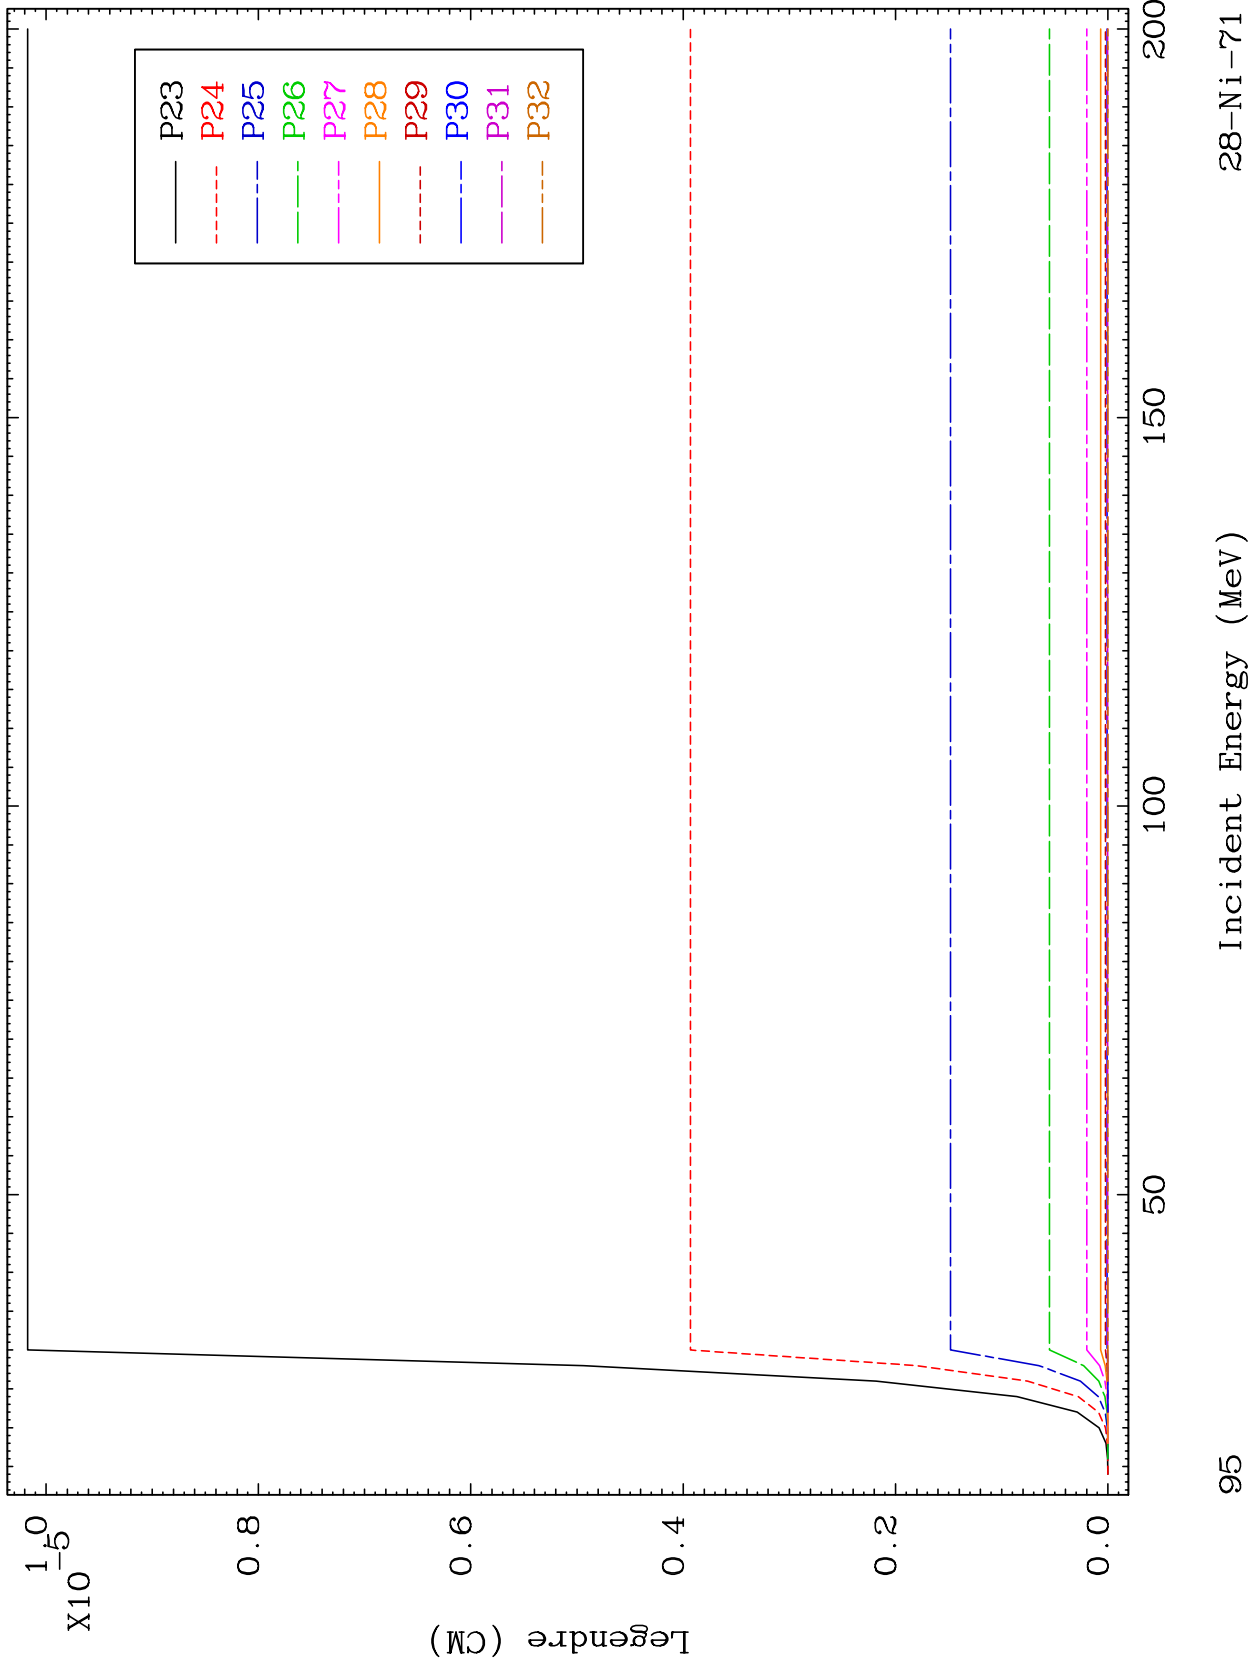 P23
P24
P25
P26
P27
P28
P29
P30
P31
P32
Legendre (CM)
X10
-5
1.0
0.8
0.6
0.4
0.2
0.0
50
100
150
200
Incident Energy (MeV)
95
28-Ni-71